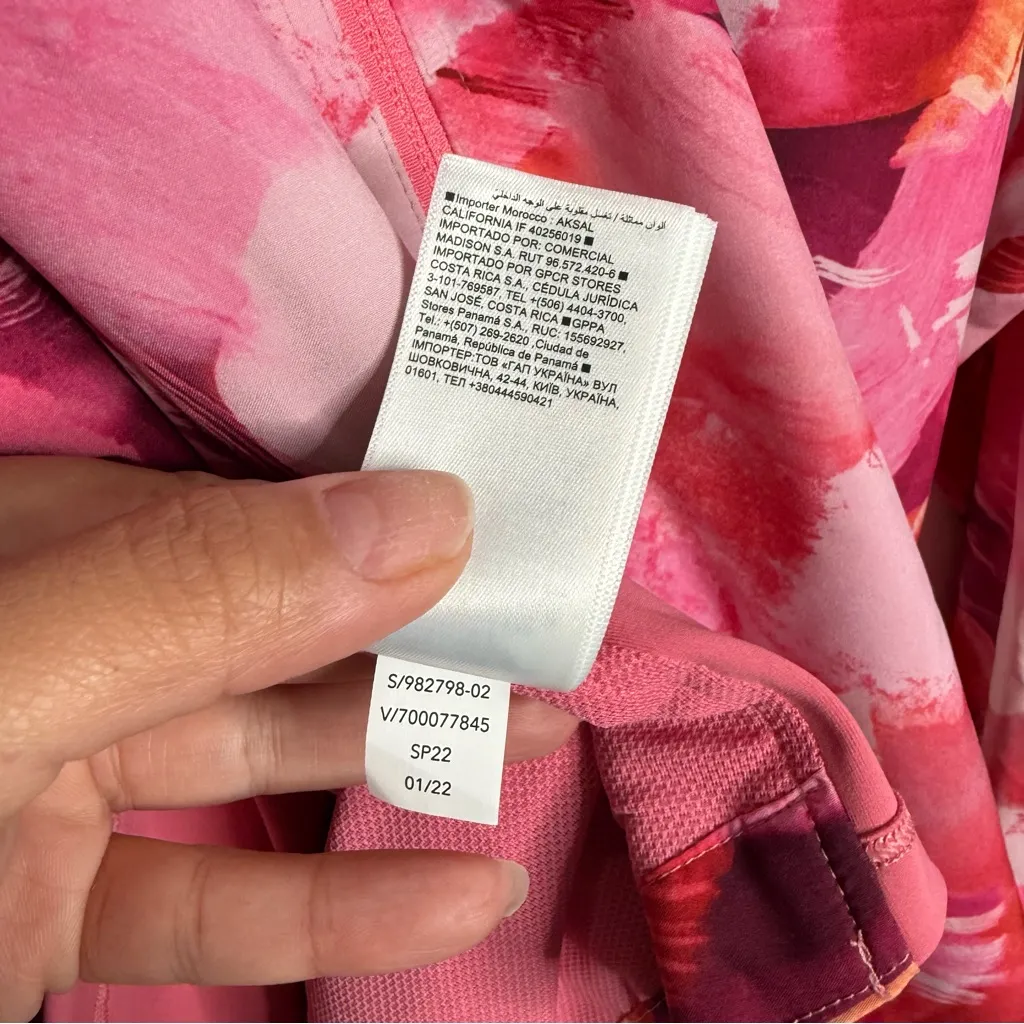 ألوان مماثلة / تغسل مقلوبة على الوجه الداخلي
■Importer Morocco : AKSAL
CALIFORNIA IF 40256019 ■
IMPORTADO POR: COMERCIAL
MADISON S.A. RUT 96.572.420-6 ■
IMPORTADO POR GPCR STORES
COSTA RICA S.A., CÉDULA JURÍDICA
3-101-769587, TEL +(506) 4404-3700,
SAN JOSÉ, COSTA RICA ■GPPA
Stores Panamá S.A., RUC: 155692927,
Tel.: +(507) 269-2620 ,Ciudad de
Panamá, República de Panamá ■
ІМПОРТЕР:ТОВ «ГАП УКРАЇНА» ВУЛ
ШОВКОВИЧНА, 42-44, КИЇВ, УКРАЇНА,
01601, ТЕЛ +380444590421
S/982798-02
V/700077845
SP22
01/22